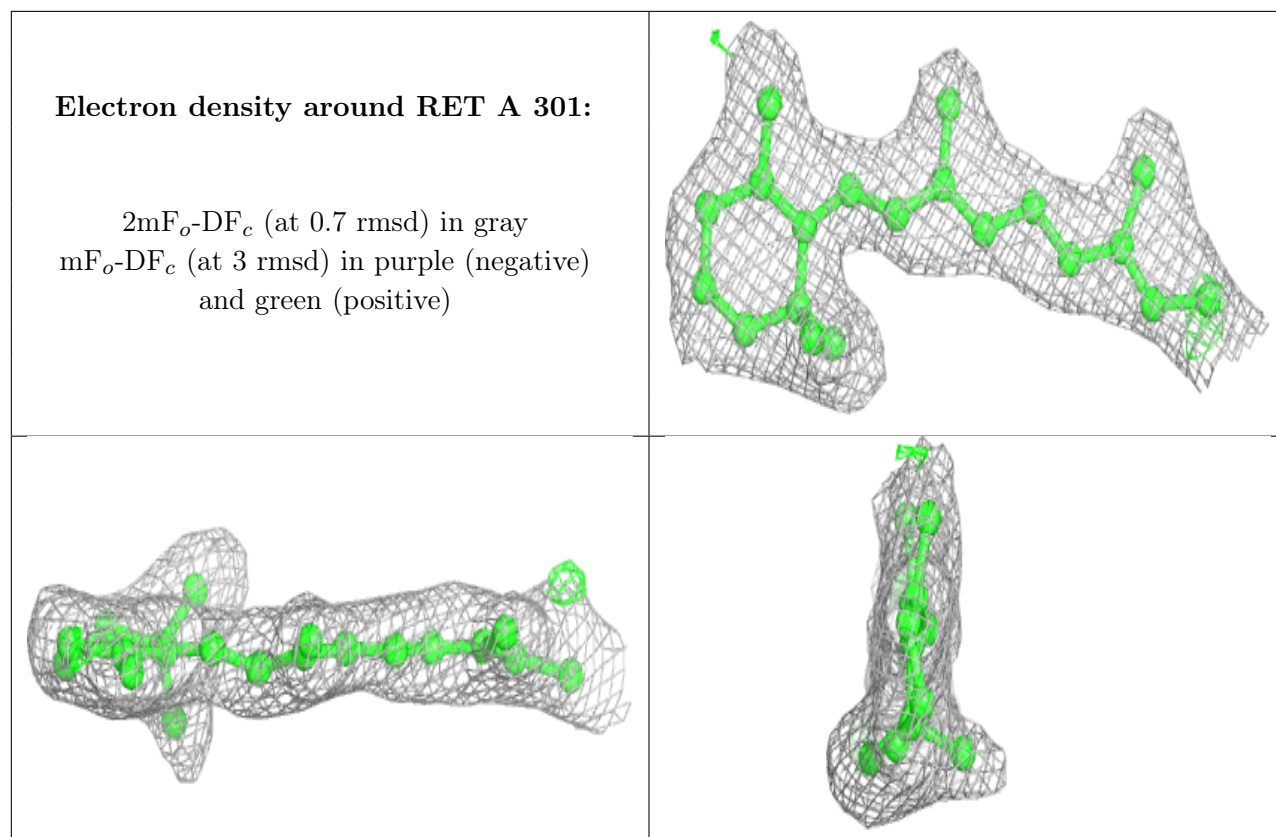 Electron density around RET A 301:
2mFₒ-DF𝒸 (at 0.7 rmsd) in gray
mFₒ-DF𝒸 (at 3 rmsd) in purple (negative)
and green (positive)